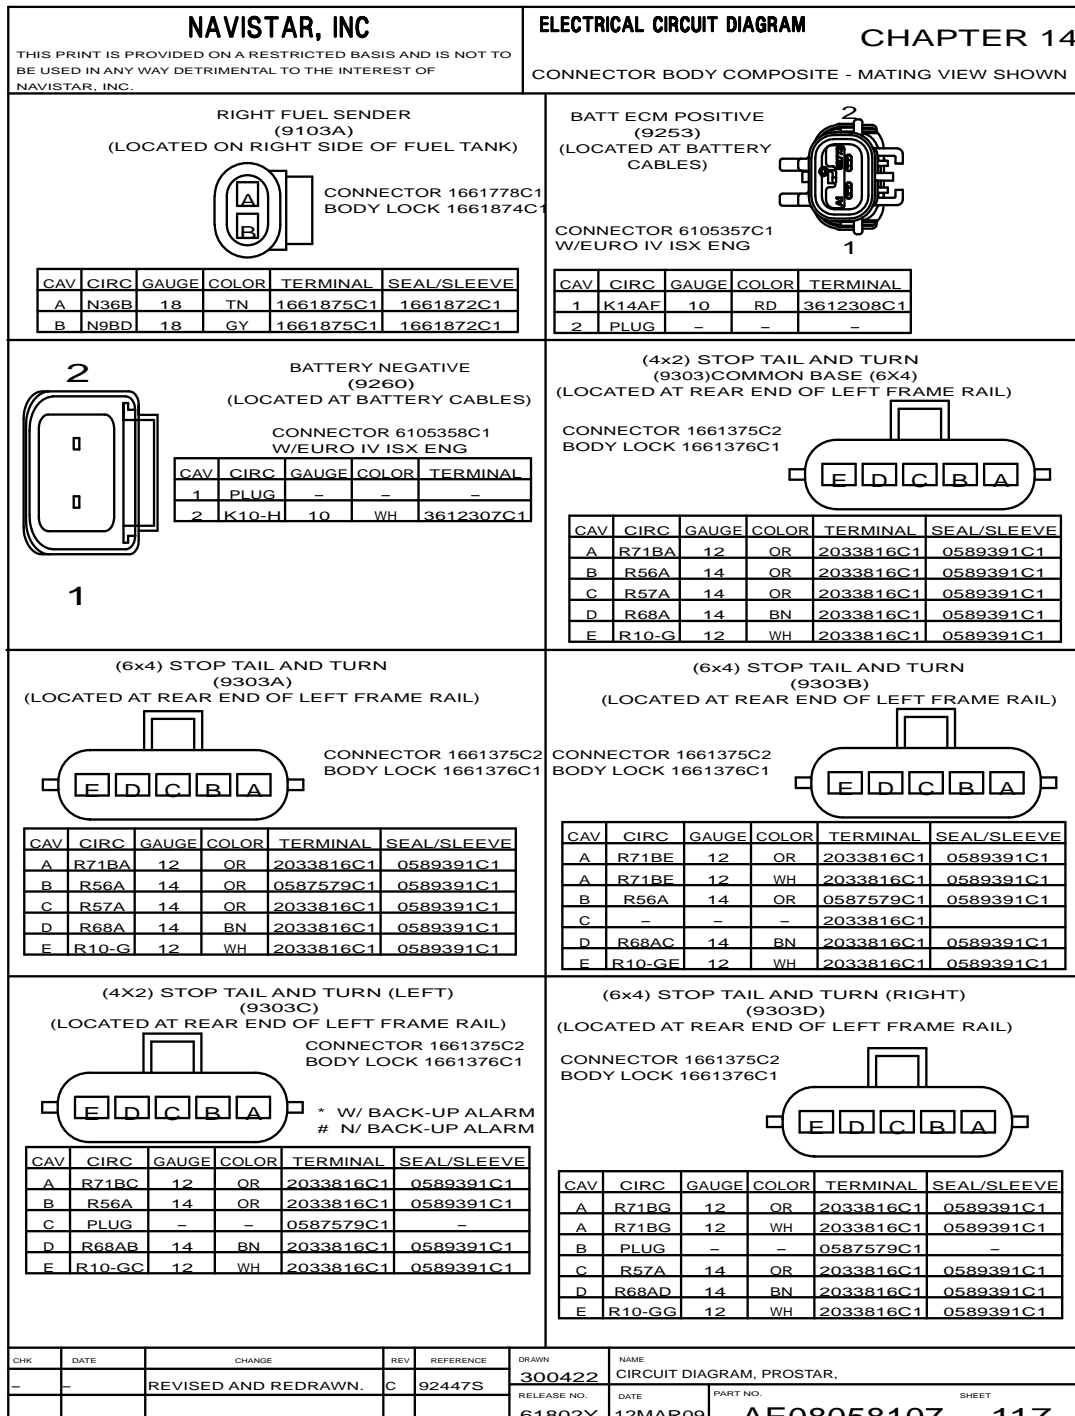 NAVISTAR, INC
THIS PRINT IS PROVIDED ON A RESTRICTED BASIS AND IS NOT TO
BE USED IN ANY WAY DETRIMENTAL TO THE INTEREST OF
NAVISTAR, INC.
ELECTRICAL CIRCUIT DIAGRAM
CHAPTER 14
CONNECTOR BODY COMPOSITE - MATING VIEW SHOWN
RIGHT FUEL SENDER
(9103A)
(LOCATED ON RIGHT SIDE OF FUEL TANK)
A
B
CONNECTOR 1661778C1
BODY LOCK 1661874C1
CAV CIRC GAUGE COLOR TERMINAL SEAL/SLEEVE
A N36B 18 TN 1661875C1 1661872C1
B N9BD 18 GY 1661875C1 1661872C1
BATT ECM POSITIVE
(9253)
(LOCATED AT BATTERY
CABLES)
2
CONNECTOR 6105357C1
W/EURO IV ISX ENG
1
CAV CIRC GAUGE COLOR TERMINAL
1 K14AF 10 RD 3612308C1
2 PLUG – – –
2
BATTERY NEGATIVE
(9260)
(LOCATED AT BATTERY CABLES)
CONNECTOR 6105358C1
W/EURO IV ISX ENG
CAV CIRC GAUGE COLOR TERMINAL
1 PLUG – – –
2 K10-H 10 WH 3612307C1
1
(4x2) STOP TAIL AND TURN
(9303)COMMON BASE (6X4)
(LOCATED AT REAR END OF LEFT FRAME RAIL)
CONNECTOR 1661375C2
BODY LOCK 1661376C1
E D C B A
CAV CIRC GAUGE COLOR TERMINAL SEAL/SLEEVE
A R71BA 12 OR 2033816C1 0589391C1
B R56A 14 OR 2033816C1 0589391C1
C R57A 14 OR 2033816C1 0589391C1
D R68A 14 BN 2033816C1 0589391C1
E R10-G 12 WH 2033816C1 0589391C1
(6x4) STOP TAIL AND TURN
(9303A)
(LOCATED AT REAR END OF LEFT FRAME RAIL)
CONNECTOR 1661375C2
BODY LOCK 1661376C1
E D C B A
CAV CIRC GAUGE COLOR TERMINAL SEAL/SLEEVE
A R71BA 12 OR 2033816C1 0589391C1
B R56A 14 OR 0587579C1 0589391C1
C R57A 14 OR 2033816C1 0589391C1
D R68A 14 BN 2033816C1 0589391C1
E R10-G 12 WH 2033816C1 0589391C1
(6x4) STOP TAIL AND TURN
(9303B)
(LOCATED AT REAR END OF LEFT FRAME RAIL)
CONNECTOR 1661375C2
BODY LOCK 1661376C1
E D C B A
CAV CIRC GAUGE COLOR TERMINAL SEAL/SLEEVE
A R71BE 12 OR 2033816C1 0589391C1
A R71BE 12 WH 2033816C1 0589391C1
B R56A 14 OR 0587579C1 0589391C1
C – – – 2033816C1
D R68AC 14 BN 2033816C1 0589391C1
E R10-GE 12 WH 2033816C1 0589391C1
(4X2) STOP TAIL AND TURN (LEFT)
(9303C)
(LOCATED AT REAR END OF LEFT FRAME RAIL)
CONNECTOR 1661375C2
BODY LOCK 1661376C1
E D C B A
* W/ BACK-UP ALARM
# N/ BACK-UP ALARM
CAV CIRC GAUGE COLOR TERMINAL SEAL/SLEEVE
A R71BC 12 OR 2033816C1 0589391C1
B R56A 14 OR 2033816C1 0589391C1
C PLUG – – 0587579C1 –
D R68AB 14 BN 2033816C1 0589391C1
E R10-GC 12 WH 2033816C1 0589391C1
(6x4) STOP TAIL AND TURN (RIGHT)
(9303D)
(LOCATED AT REAR END OF LEFT FRAME RAIL)
CONNECTOR 1661375C2
BODY LOCK 1661376C1
E D C B A
CAV CIRC GAUGE COLOR TERMINAL SEAL/SLEEVE
A R71BG 12 OR 2033816C1 0589391C1
A R71BG 12 WH 2033816C1 0589391C1
B PLUG – – 0587579C1 –
C R57A 14 OR 2033816C1 0589391C1
D R68AD 14 BN 2033816C1 0589391C1
E R10-GG 12 WH 2033816C1 0589391C1
CHK DATE CHANGE REV REFERENCE
– – REVISED AND REDRAWN. C 92447S
DRAWN
300422
NAME
CIRCUIT DIAGRAM, PROSTAR,
RELEASE NO.
61802Y
DATE
12MAR09
PART NO.
AE08058107
SHEET
117